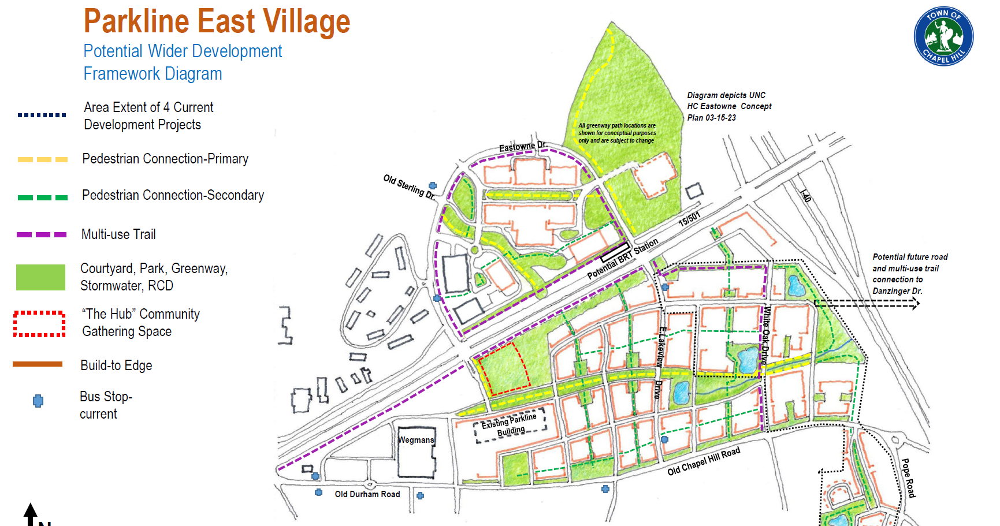 Parkline East Village
Potential Wider Development
Framework Diagram
TOWN OF
CHAPEL HILL
Area Extent of 4 Current
Development Projects
Pedestrian Connection-Primary
Pedestrian Connection-Secondary
Multi-use Trail
Courtyard, Park, Greenway,
Stormwater, RCD
“The Hub” Community
Gathering Space
Build-to Edge
Bus Stop-
current
N
Diagram depicts UNC
HC Eastowne Concept
Plan 03-15-23
All greenway path locations are
shown for conceptual purposes
only and are subject to change
Eastowne Dr.
Old Sterling Dr.
I-40
15/501
Potential BRT Station
Potential future road
and multi-use trail
connection to
Danzinger Dr.
White Oak Drive
E Lakeview Drive
Existing Parkline
Building
Wegmans
Old Chapel Hill Road
Old Durham Road
Pope Road